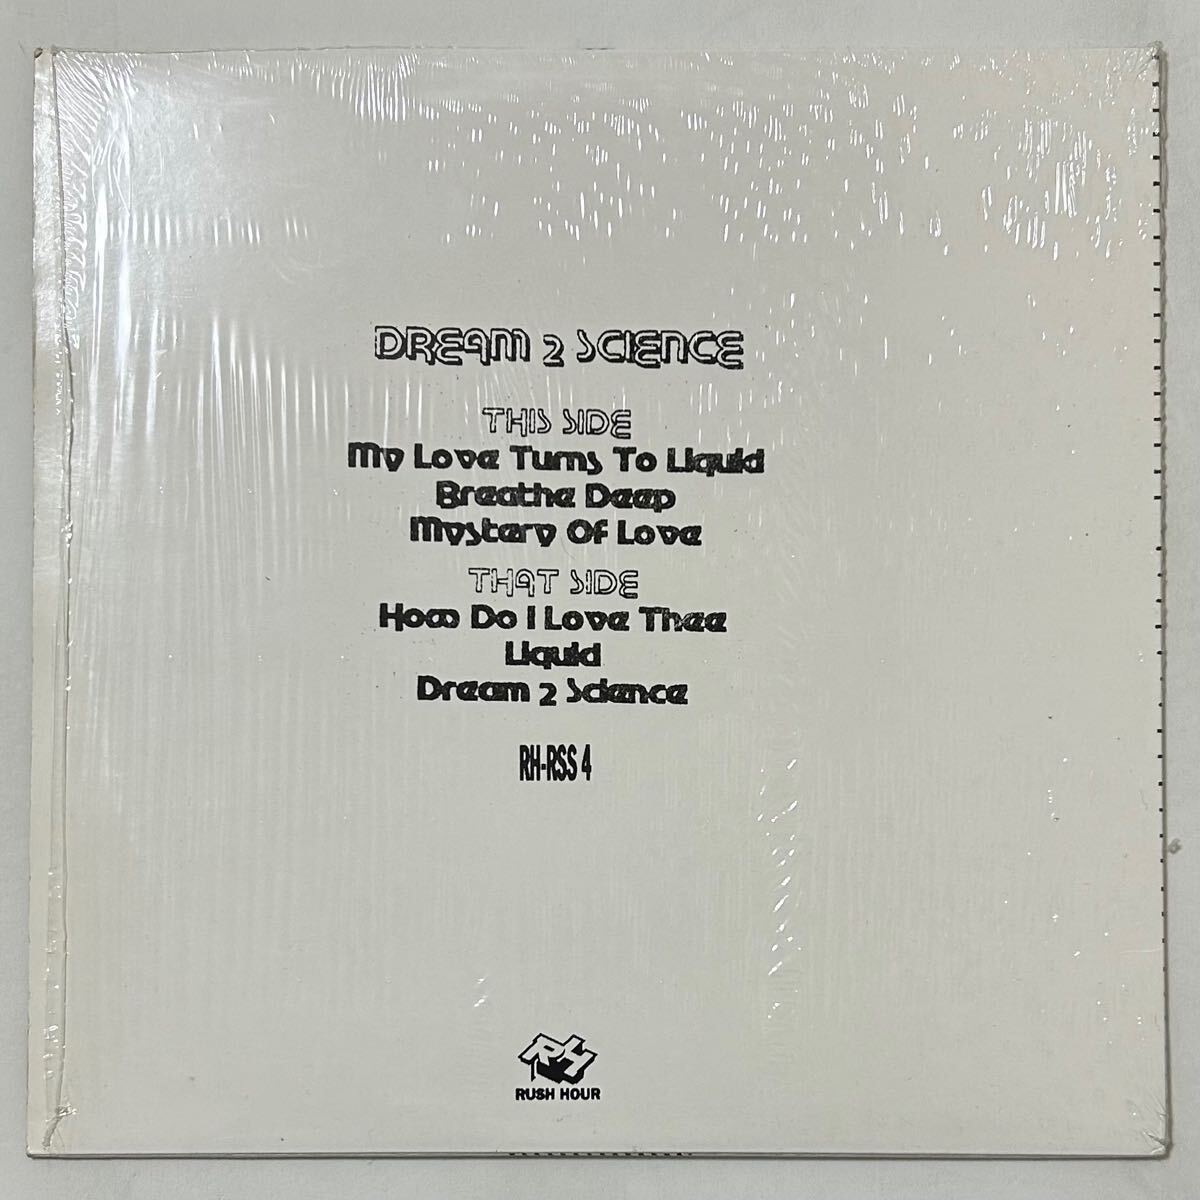 DREAM 2 SCIENCE
THIS SIDE
My Love Turns To Liquid
Breathe Deep
Mystery Of Love
THAT SIDE
How Do I Love Thee
Liquid
Dream 2 Science
RH-RSS 4
RH
RUSH HOUR